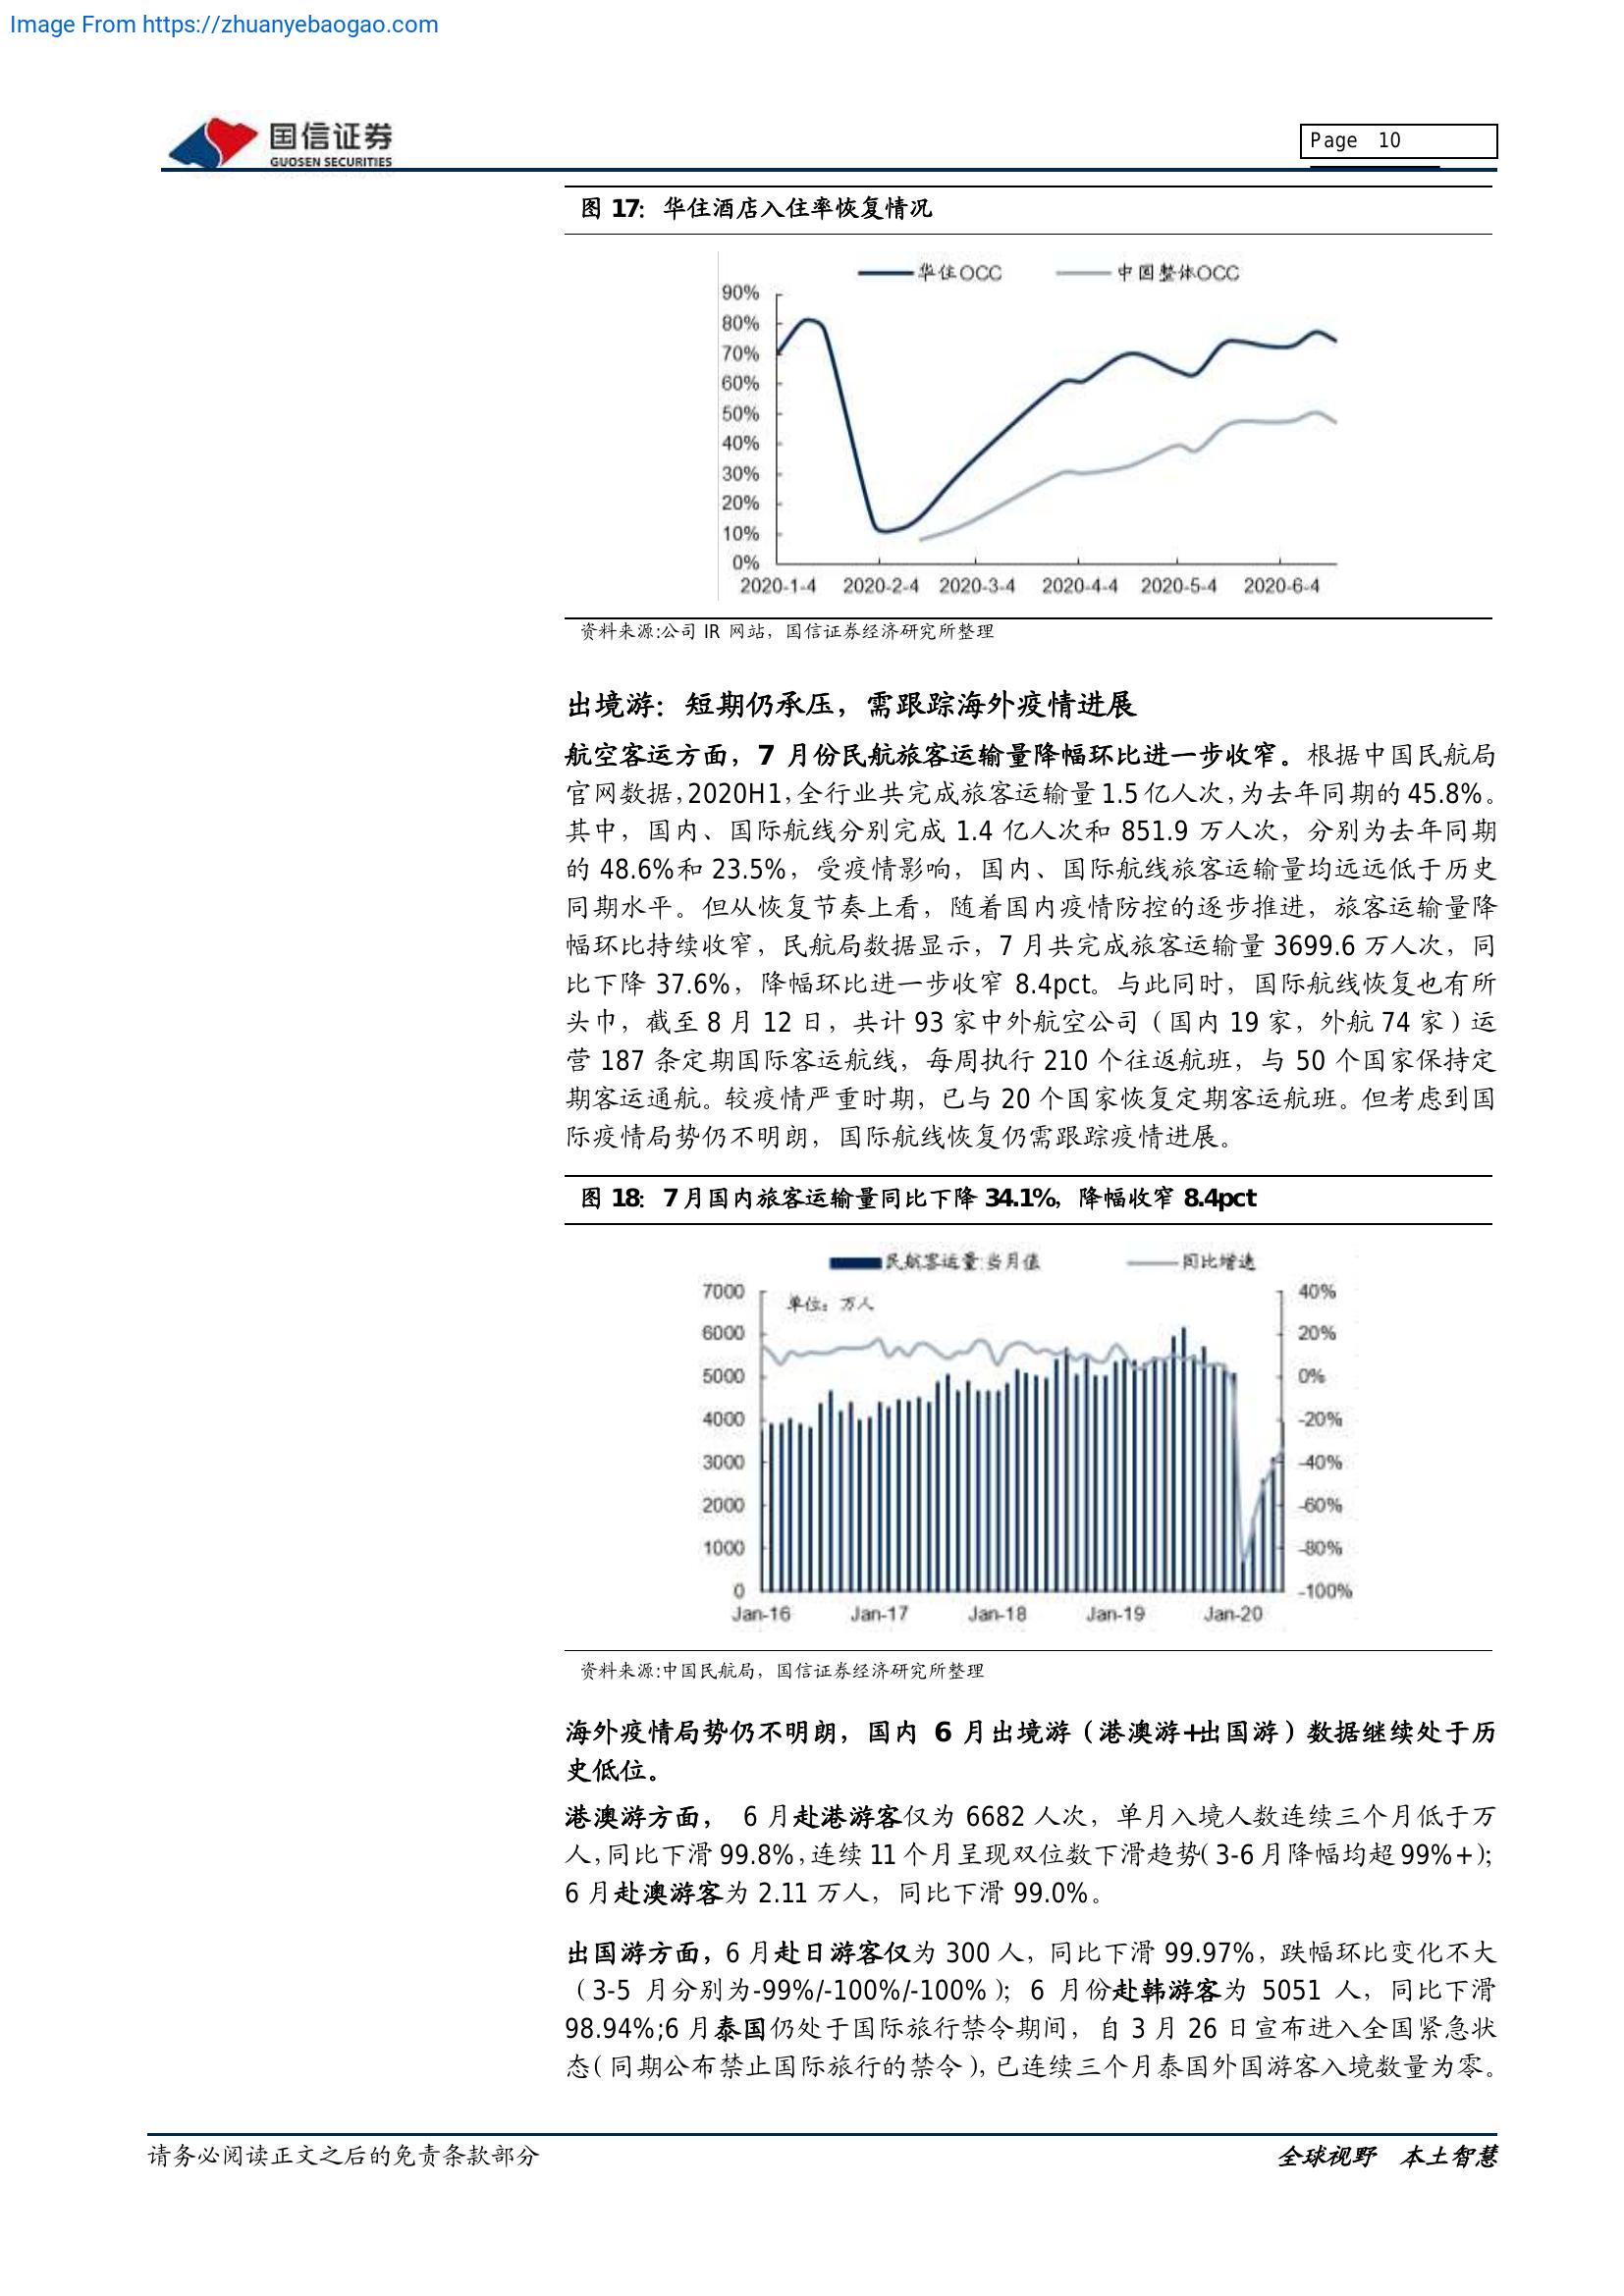 Image From https://zhuanyebaogao.com
国信证券
GUOSEN SECURITIES
Page 10
图 17: 华住酒店入住率恢复情况
华住OCC 中国整体OCC
90%
80%
70%
60%
50%
40%
30%
20%
10%
0%
2020-1-4 2020-2-4 2020-3-4 2020-4-4 2020-5-4 2020-6-4
资料来源:公司 IR 网站，国信证券经济研究所整理
出境游：短期仍承压，需跟踪海外疫情进展
航空客运方面，7 月份民航旅客运输量降幅环比进一步收窄。根据中国民航局
官网数据，2020H1，全行业共完成旅客运输量 1.5 亿人次，为去年同期的 45.8%。
其中，国内、国际航线分别完成 1.4 亿人次和 851.9 万人次，分别为去年同期
的 48.6%和 23.5%，受疫情影响，国内、国际航线旅客运输量均远远低于历史
同期水平。但从恢复节奏上看，随着国内疫情防控的逐步推进，旅客运输量降
幅环比持续收窄，民航局数据显示，7 月共完成旅客运输量 3699.6 万人次，同
比下降 37.6%，降幅环比进一步收窄 8.4pct。与此同时，国际航线恢复也有所
头巾，截至 8 月 12 日，共计 93 家中外航空公司（国内 19 家，外航 74 家）运
营 187 条定期国际客运航线，每周执行 210 个往返航班，与 50 个国家保持定
期客运通航。较疫情严重时期，已与 20 个国家恢复定期客运航班。但考虑到国
际疫情局势仍不明朗，国际航线恢复仍需跟踪疫情进展。
图 18: 7 月国内旅客运输量同比下降 34.1%，降幅收窄 8.4pct
民航客运量:当月值 同比增速
单位：万人
7000 40%
6000 20%
5000 0%
4000 -20%
3000 -40%
2000 -60%
1000 -80%
0 -100%
Jan-16 Jan-17 Jan-18 Jan-19 Jan-20
资料来源:中国民航局，国信证券经济研究所整理
海外疫情局势仍不明朗，国内 6 月出境游（港澳游+出国游）数据继续处于历
史低位。
港澳游方面， 6 月赴港游客仅为 6682 人次，单月入境人数连续三个月低于万
人，同比下滑 99.8%，连续 11 个月呈现双位数下滑趋势（3-6 月降幅均超 99%+）；
6 月赴澳游客为 2.11 万人，同比下滑 99.0%。
出国游方面，6 月赴日游客仅为 300 人，同比下滑 99.97%，跌幅环比变化不大
（3-5 月分别为-99%/-100%/-100%）；6 月份赴韩游客为 5051 人，同比下滑
98.94%;6 月泰国仍处于国际旅行禁令期间，自 3 月 26 日宣布进入全国紧急状
态（同期公布禁止国际旅行的禁令），已连续三个月泰国外国游客入境数量为零。
请务必阅读正文之后的免责条款部分
全球视野 本土智慧